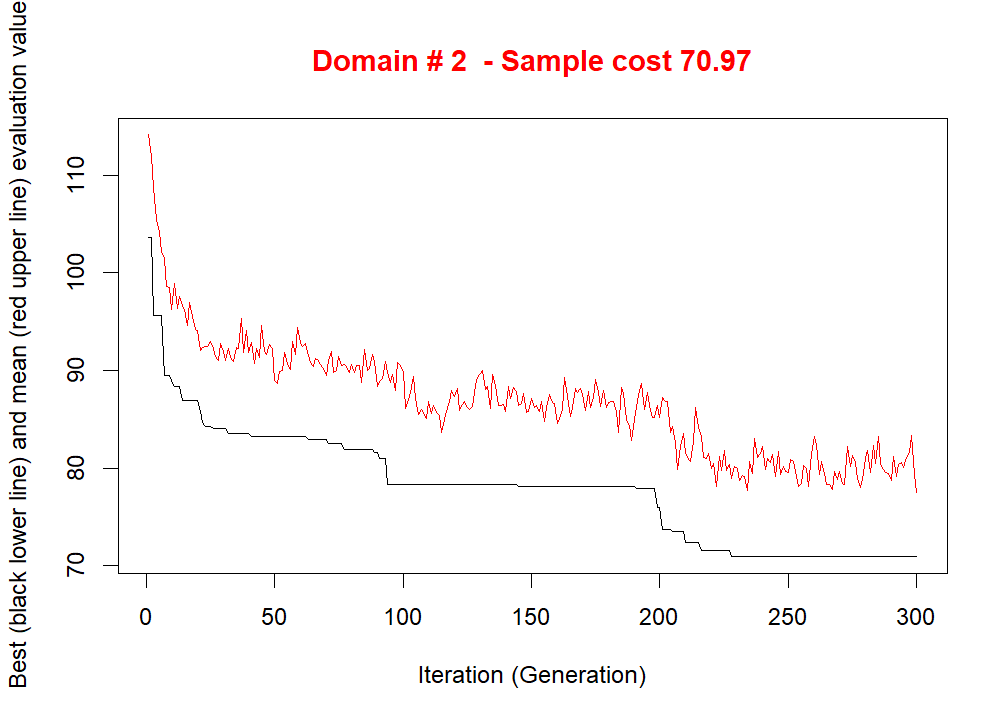 Domain # 2  - Sample cost 70.97
Best (black lower line) and mean (red upper line) evaluation value
110
100
90
80
70
0 50 100 150 200 250 300
Iteration (Generation)